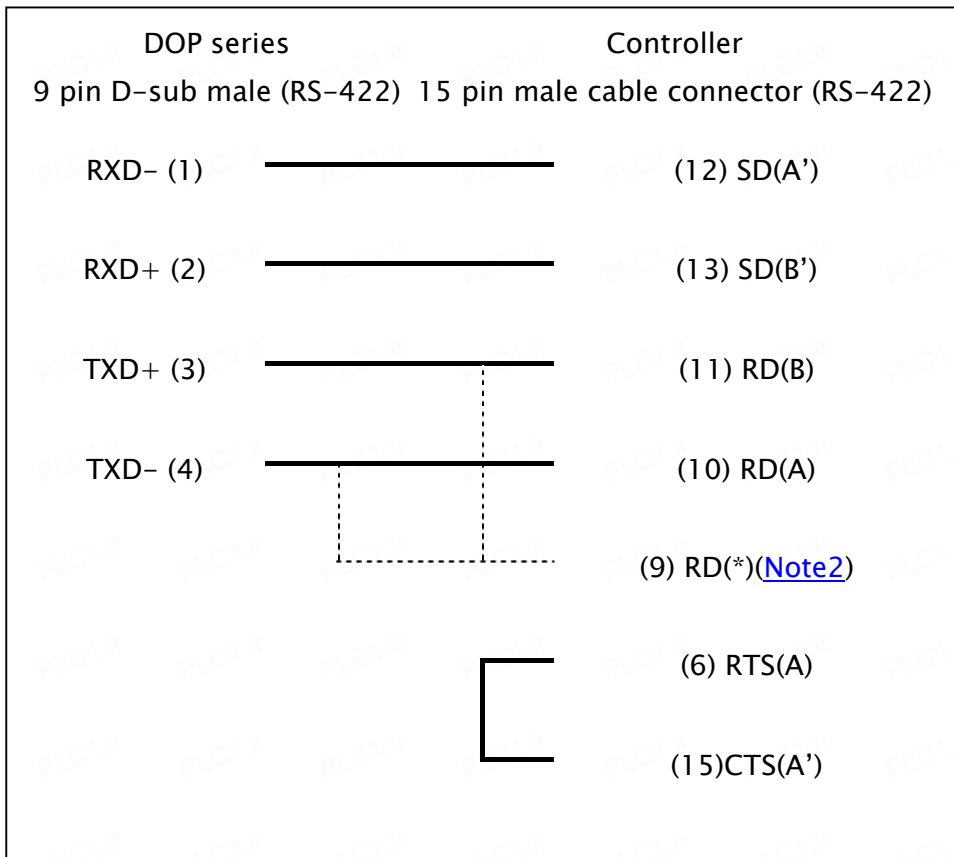 DOP series Controller
9 pin D-sub male (RS-422) 15 pin male cable connector (RS-422)
RXD- (1) (12) SD(A’)
RXD+ (2) (13) SD(B’)
TXD+ (3) (11) RD(B)
TXD- (4) (10) RD(A)
(9) RD(*)(Note2)
(6) RTS(A)
(15)CTS(A’)